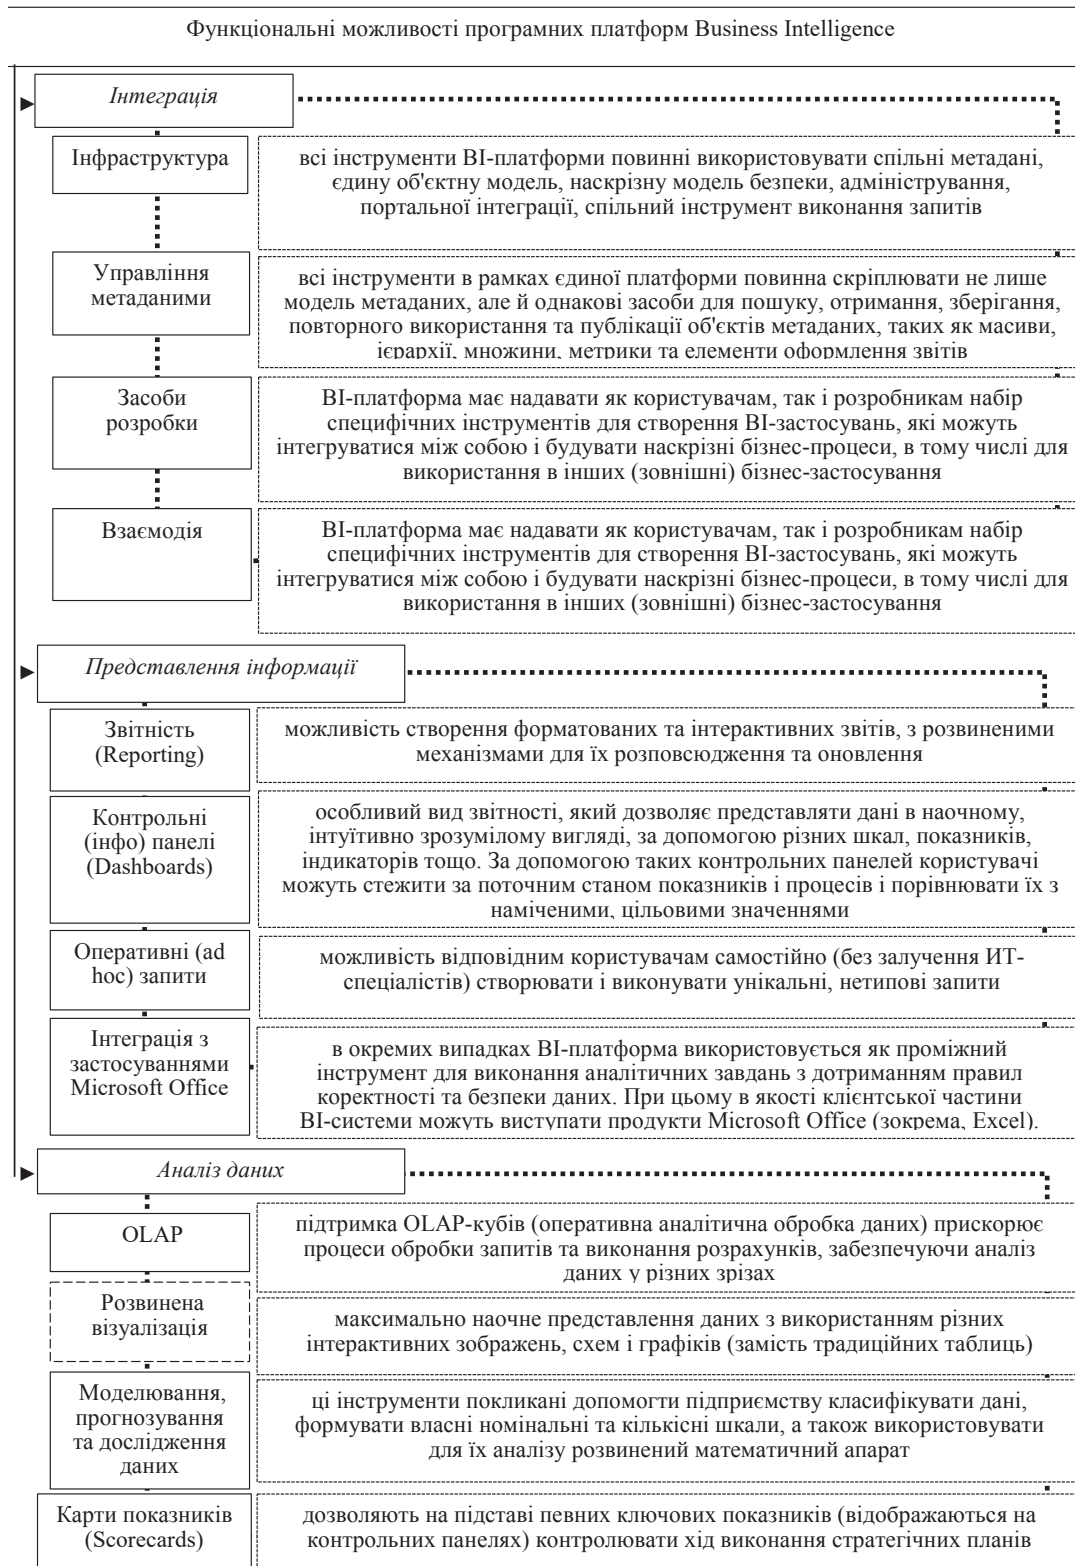 Функціональні можливості програмних платформ Business Intelligence
Інтеграція
Інфраструктура
всі інструменти BI-платформи повинні використовувати спільні метадані,
єдину об'єктну модель, наскрізну модель безпеки, адміністрування,
портальної інтеграції, спільний інструмент виконання запитів
Управління
метаданими
всі інструменти в рамках єдиної платформи повинна скріплювати не лише
модель метаданих, але й однакові засоби для пошуку, отримання, зберігання,
повторного використання та публікації об'єктів метаданих, таких як масиви,
ієрархії, множини, метрики та елементи оформлення звітів
Засоби
розробки
BI-платформа має надавати як користувачам, так і розробникам набір
специфічних інструментів для створення BI-застосувань, які можуть
інтегруватися між собою і будувати наскрізні бізнес-процеси, в тому числі для
використання в інших (зовнішні) бізнес-застосування
Взаємодія
BI-платформа має надавати як користувачам, так і розробникам набір
специфічних інструментів для створення BI-застосувань, які можуть
інтегруватися між собою і будувати наскрізні бізнес-процеси, в тому числі для
використання в інших (зовнішні) бізнес-застосування
Представлення інформації
Звітність
(Reporting)
можливість створення форматованих та інтерактивних звітів, з розвиненими
механізмами для їх розповсюдження та оновлення
Контрольні
(інфо) панелі
(Dashboards)
особливий вид звітності, який дозволяє представляти дані в наочному,
інтуїтивно зрозумілому вигляді, за допомогою різних шкал, показників,
індикаторів тощо. За допомогою таких контрольних панелей користувачі
можуть стежити за поточним станом показників і процесів і порівнювати їх з
наміченими, цільовими значеннями
Оперативні (ad
hoc) запити
можливість відповідним користувачам самостійно (без залучення ИТ-
спеціалістів) створювати і виконувати унікальні, нетипові запити
Інтеграція з
застосуваннями
Microsoft Office
в окремих випадках BI-платформа використовується як проміжний
інструмент для виконання аналітичних завдань з дотриманням правил
коректності та безпеки даних. При цьому в якості клієнтської частини
BI-системи можуть виступати продукти Microsoft Office (зокрема, Excel).
Аналіз даних
OLAP
підтримка OLAP-кубів (оперативна аналітична обробка даних) прискорює
процеси обробки запитів та виконання розрахунків, забезпечуючи аналіз
даних у різних зрізах
Розвинена
візуалізація
максимально наочне представлення даних з використанням різних
інтерактивних зображень, схем і графіків (замість традиційних таблиць)
Моделювання,
прогнозування
та дослідження
даних
ці інструменти покликані допомогти підприємству класифікувати дані,
формувати власні номінальні та кількісні шкали, а також використовувати
для їх аналізу розвинений математичний апарат
Карти показників
(Scorecards)
дозволяють на підставі певних ключових показників (відображаються на
контрольних панелях) контролювати хід виконання стратегічних планів